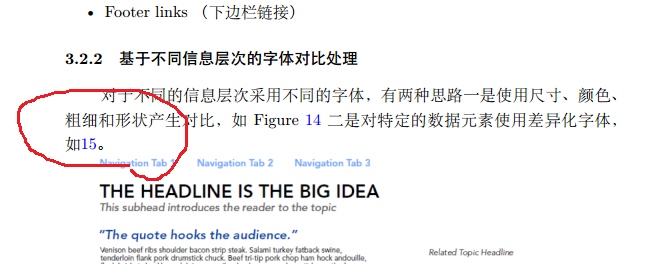 • Footer links （下边栏链接）
3.2.2 基于不同信息层次的字体对比处理
对于不同的信息层次采用不同的字体，有两种思路一是使用尺寸、颜色、
粗细和形状产生对比，如 Figure 14 二是对特定的数据元素使用差异化字体，
如15。
Navigation Tab 1 Navigation Tab 2 Navigation Tab 3
THE HEADLINE IS THE BIG IDEA
This subhead introduces the reader to the topic
"The quote hooks the audience."
Venison beef ribs shoulder bacon strip steak. Salami turkey fatback swine,
tenderloin flank pork drumstick chuck. Beef tri-tip pork chop ham hock andouille,
Related Topic Headline